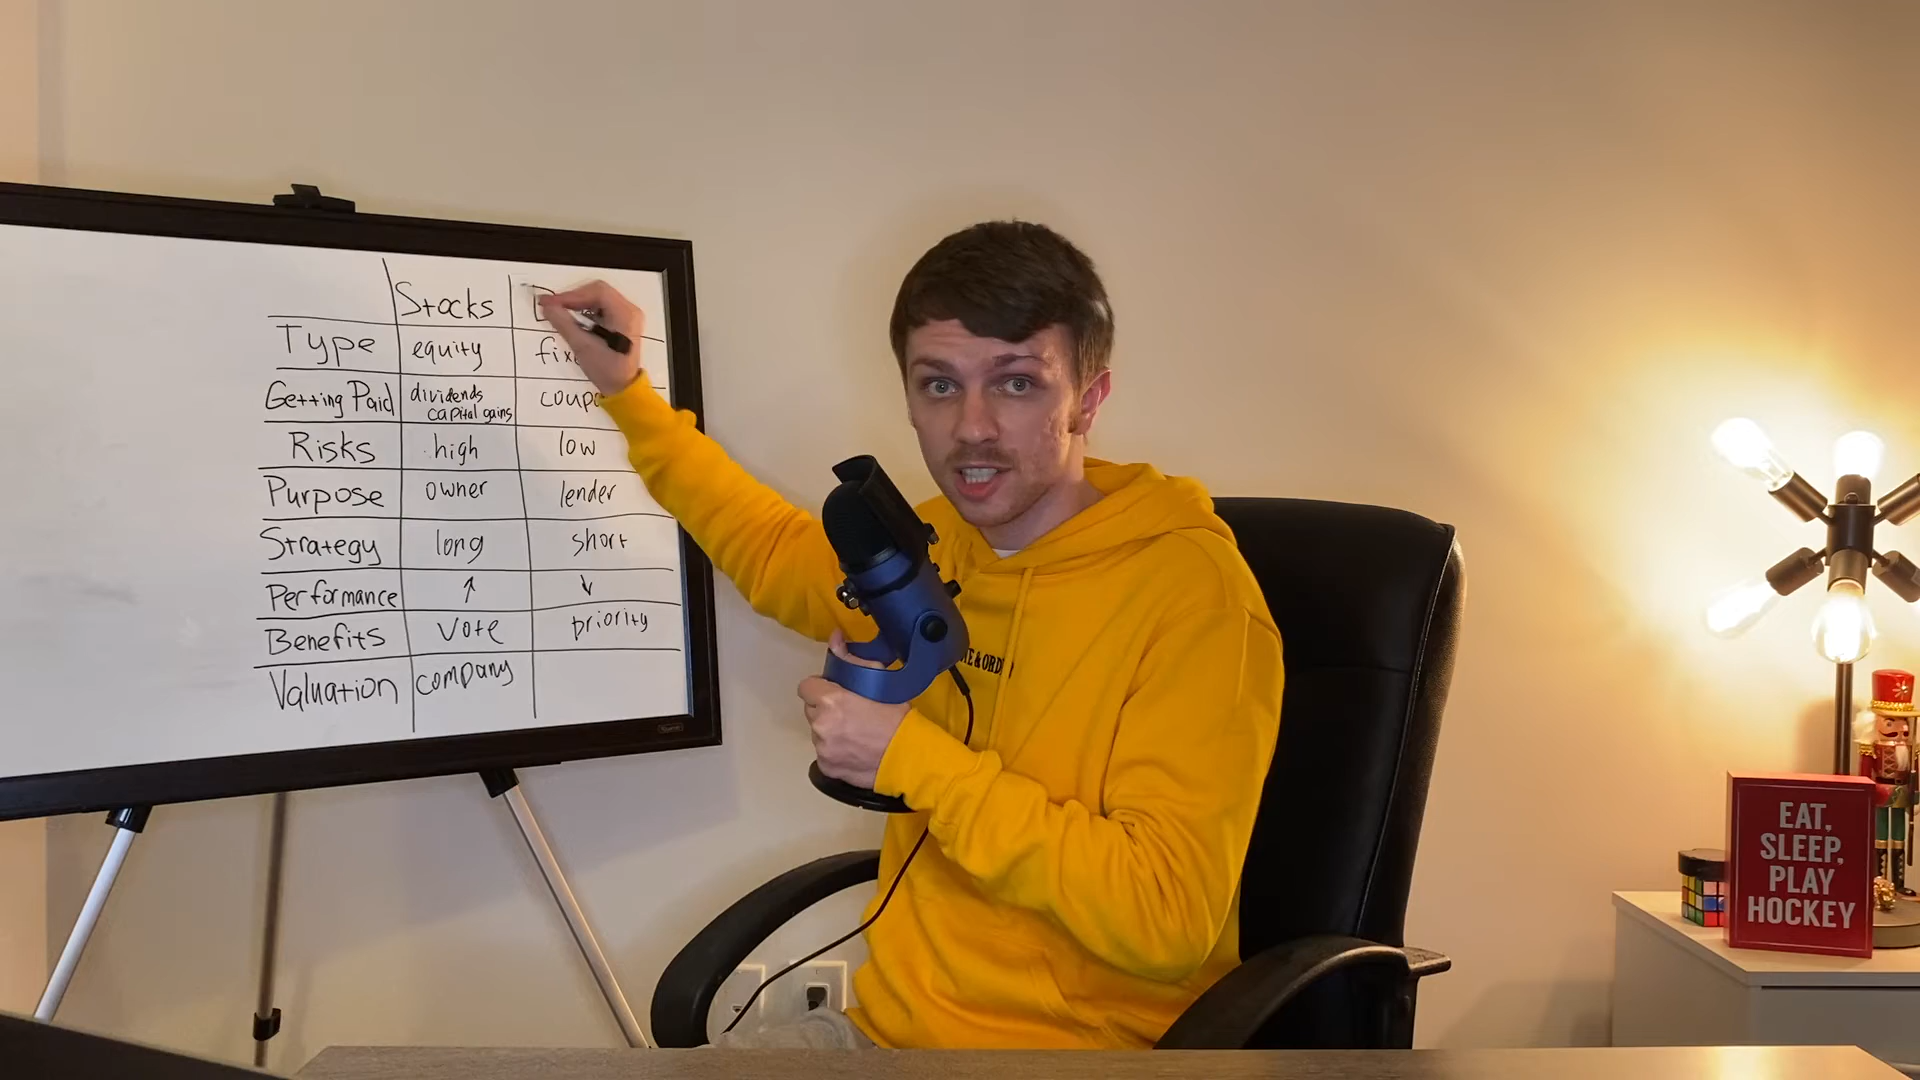 Stocks
Type equity
Getting Paid dividends capital gains
Risks high low
Purpose owner lender
Strategy long short
Performance ↑ ↓
Benefits vote priority
Valuation company
EAT,
SLEEP,
PLAY
HOCKEY